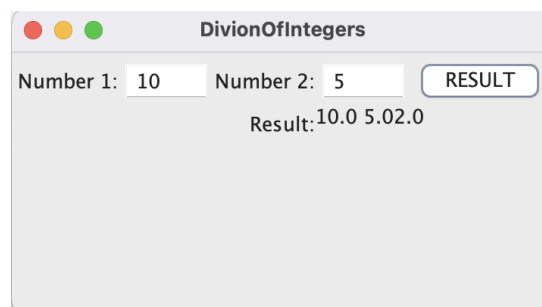 DivionOfIntegers
Number 1: 10 Number 2: 5 RESULT
Result:10.0 5.02.0